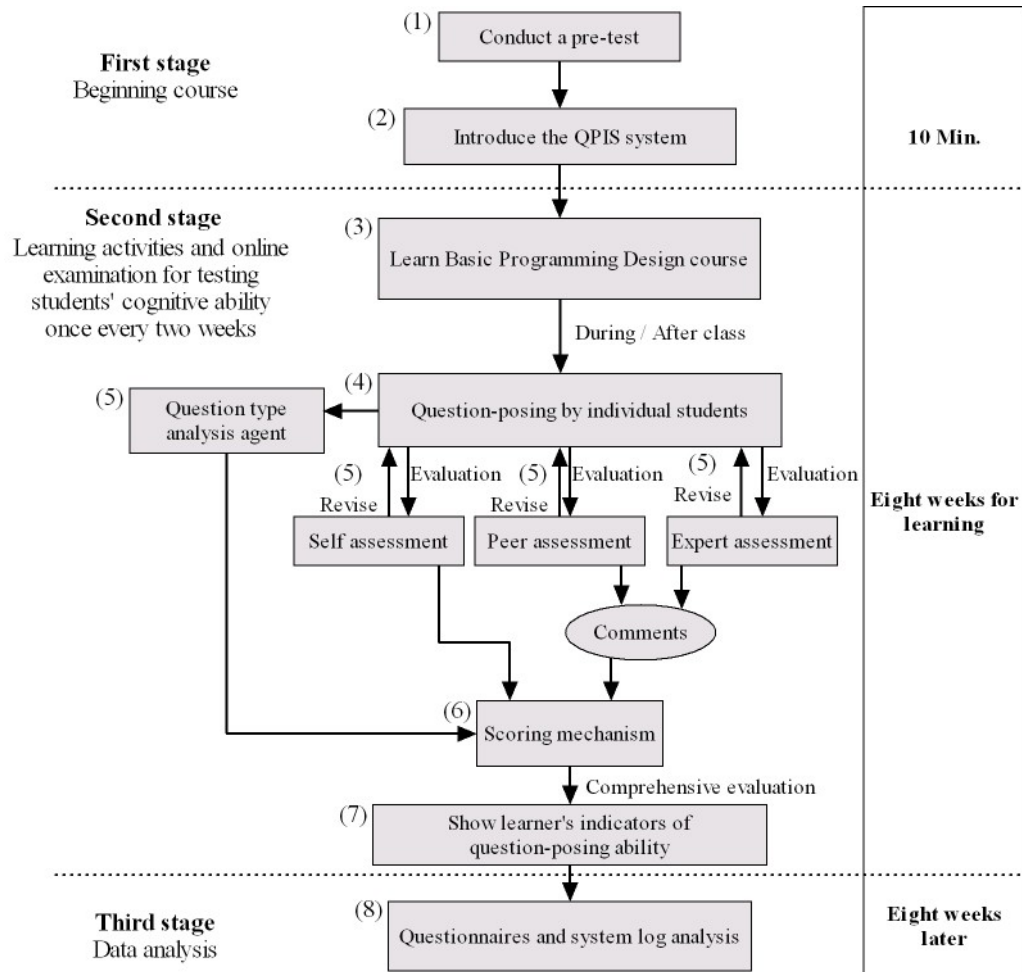 (1)
Conduct a pre-test
First stage
Beginning course
(2)
Introduce the QPIS system
10 Min.
Second stage
Learning activities and online
examination for testing
students' cognitive ability
once every two weeks
(3)
Learn Basic Programming Design course
During / After class
(4)
Question-posing by individual students
(5)
Question type
analysis agent
(5)
Revise
Evaluation
(5)
Revise
Evaluation
(5)
Revise
Evaluation
Self assessment
Peer assessment
Expert assessment
Eight weeks for
learning
Comments
(6)
Scoring mechanism
Comprehensive evaluation
(7)
Show learner's indicators of
question-posing ability
Third stage
Data analysis
(8)
Questionnaires and system log analysis
Eight weeks
later